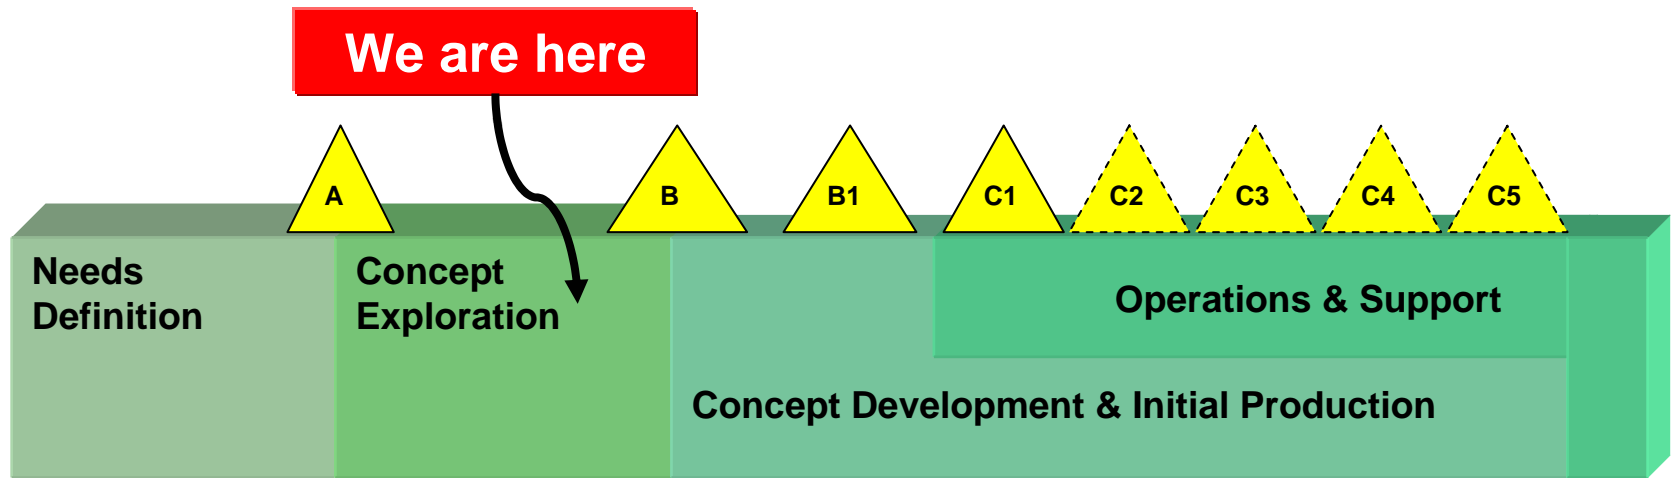 We are here
A
B
B1
C1
C2
C3
C4
C5
Needs
Definition
Concept
Exploration
Operations & Support
Concept Development & Initial Production